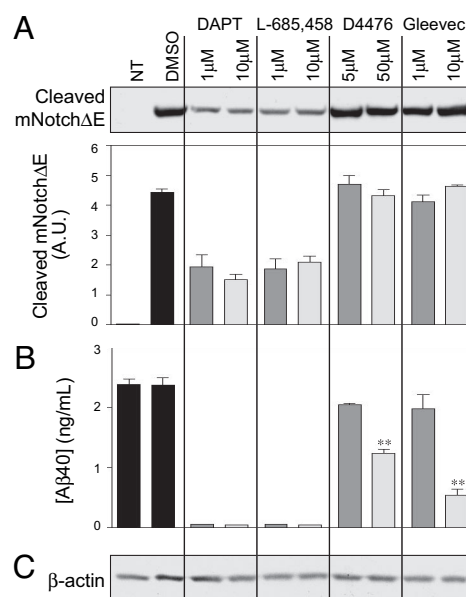 A
DAPT L-685,458 D4476 Gleevec
NT DMSO 1μM 10μM 1μM 10μM 5μM 50μM 1μM 10μM
Cleaved
mNotchΔE
Cleaved mNotchΔE
(A.U.)
6
5
4
3
2
1
0
B
[Aβ40] (ng/mL)
3
2
1
0
**
**
C
β-actin